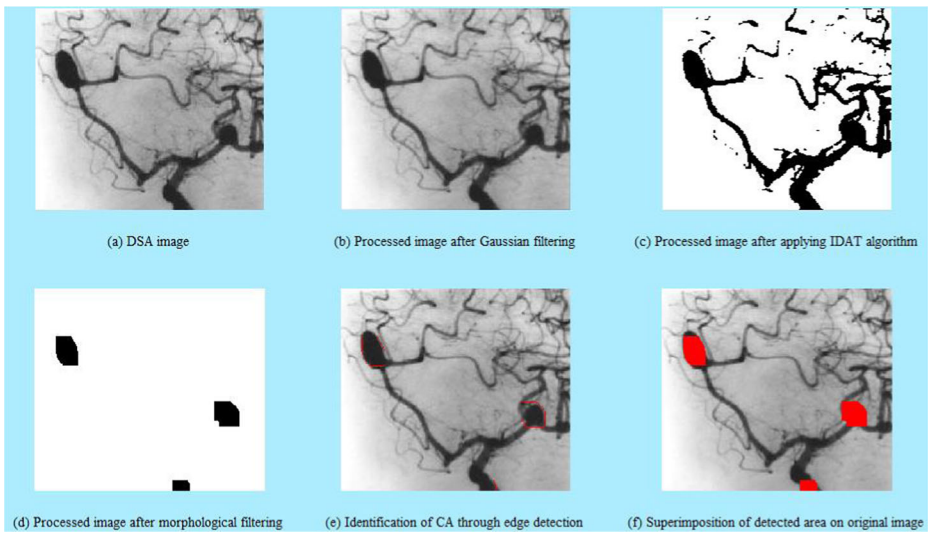 (a) DSA image
(b) Processed image after Gaussian filtering
(c) Processed image after applying IDAT algorithm
(d) Processed image after morphological filtering
(e) Identification of CA through edge detection
(f) Superimposition of detected area on original image